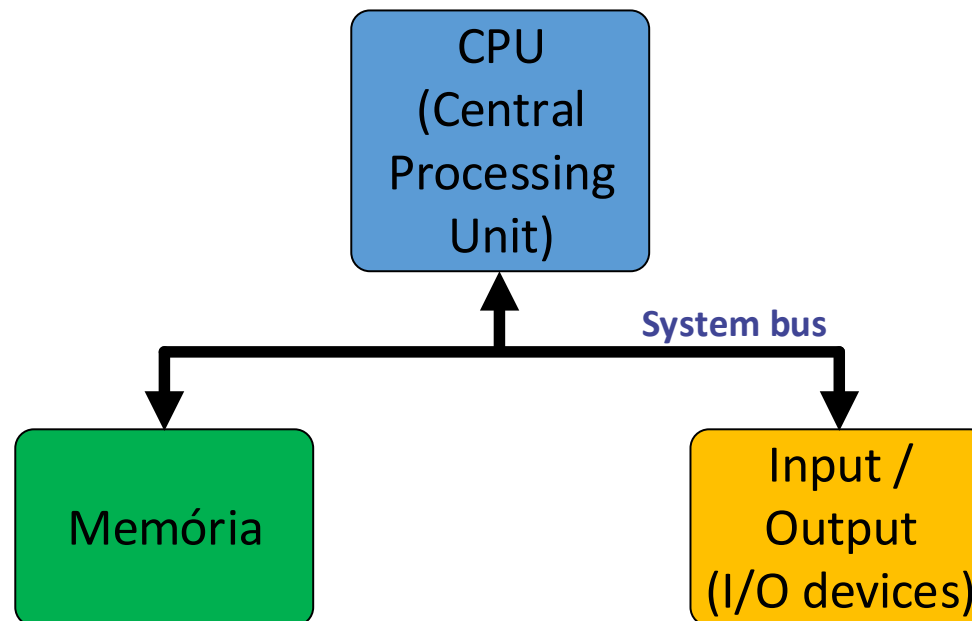 CPU
(Central
Processing
Unit)
System bus
Memória
Input /
Output
(I/O devices)